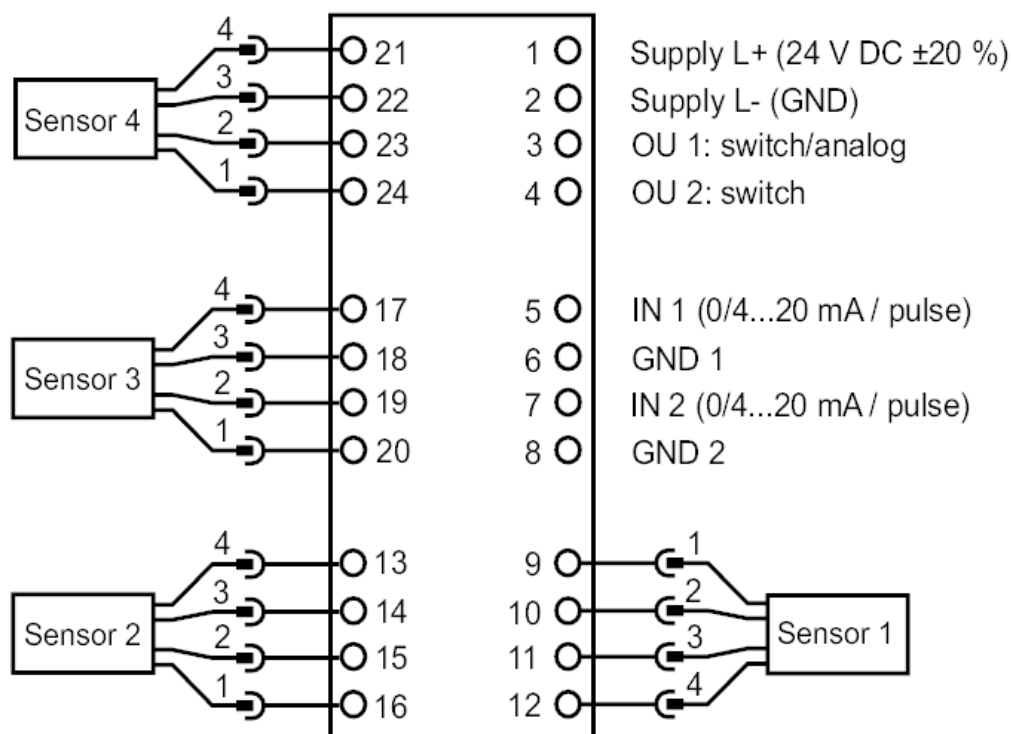 4 21 1 Supply L+ (24 V DC ±20 %)
3 22 2 Supply L- (GND)
Sensor 4
2 23 3 OU 1: switch/analog
1 24 4 OU 2: switch
4 17 5 IN 1 (0/4...20 mA / pulse)
3 18 6 GND 1
Sensor 3
2 19 7 IN 2 (0/4...20 mA / pulse)
1 20 8 GND 2
4 13 9 1
3 14 10 2
Sensor 2 Sensor 1
2 15 11 3
1 16 12 4